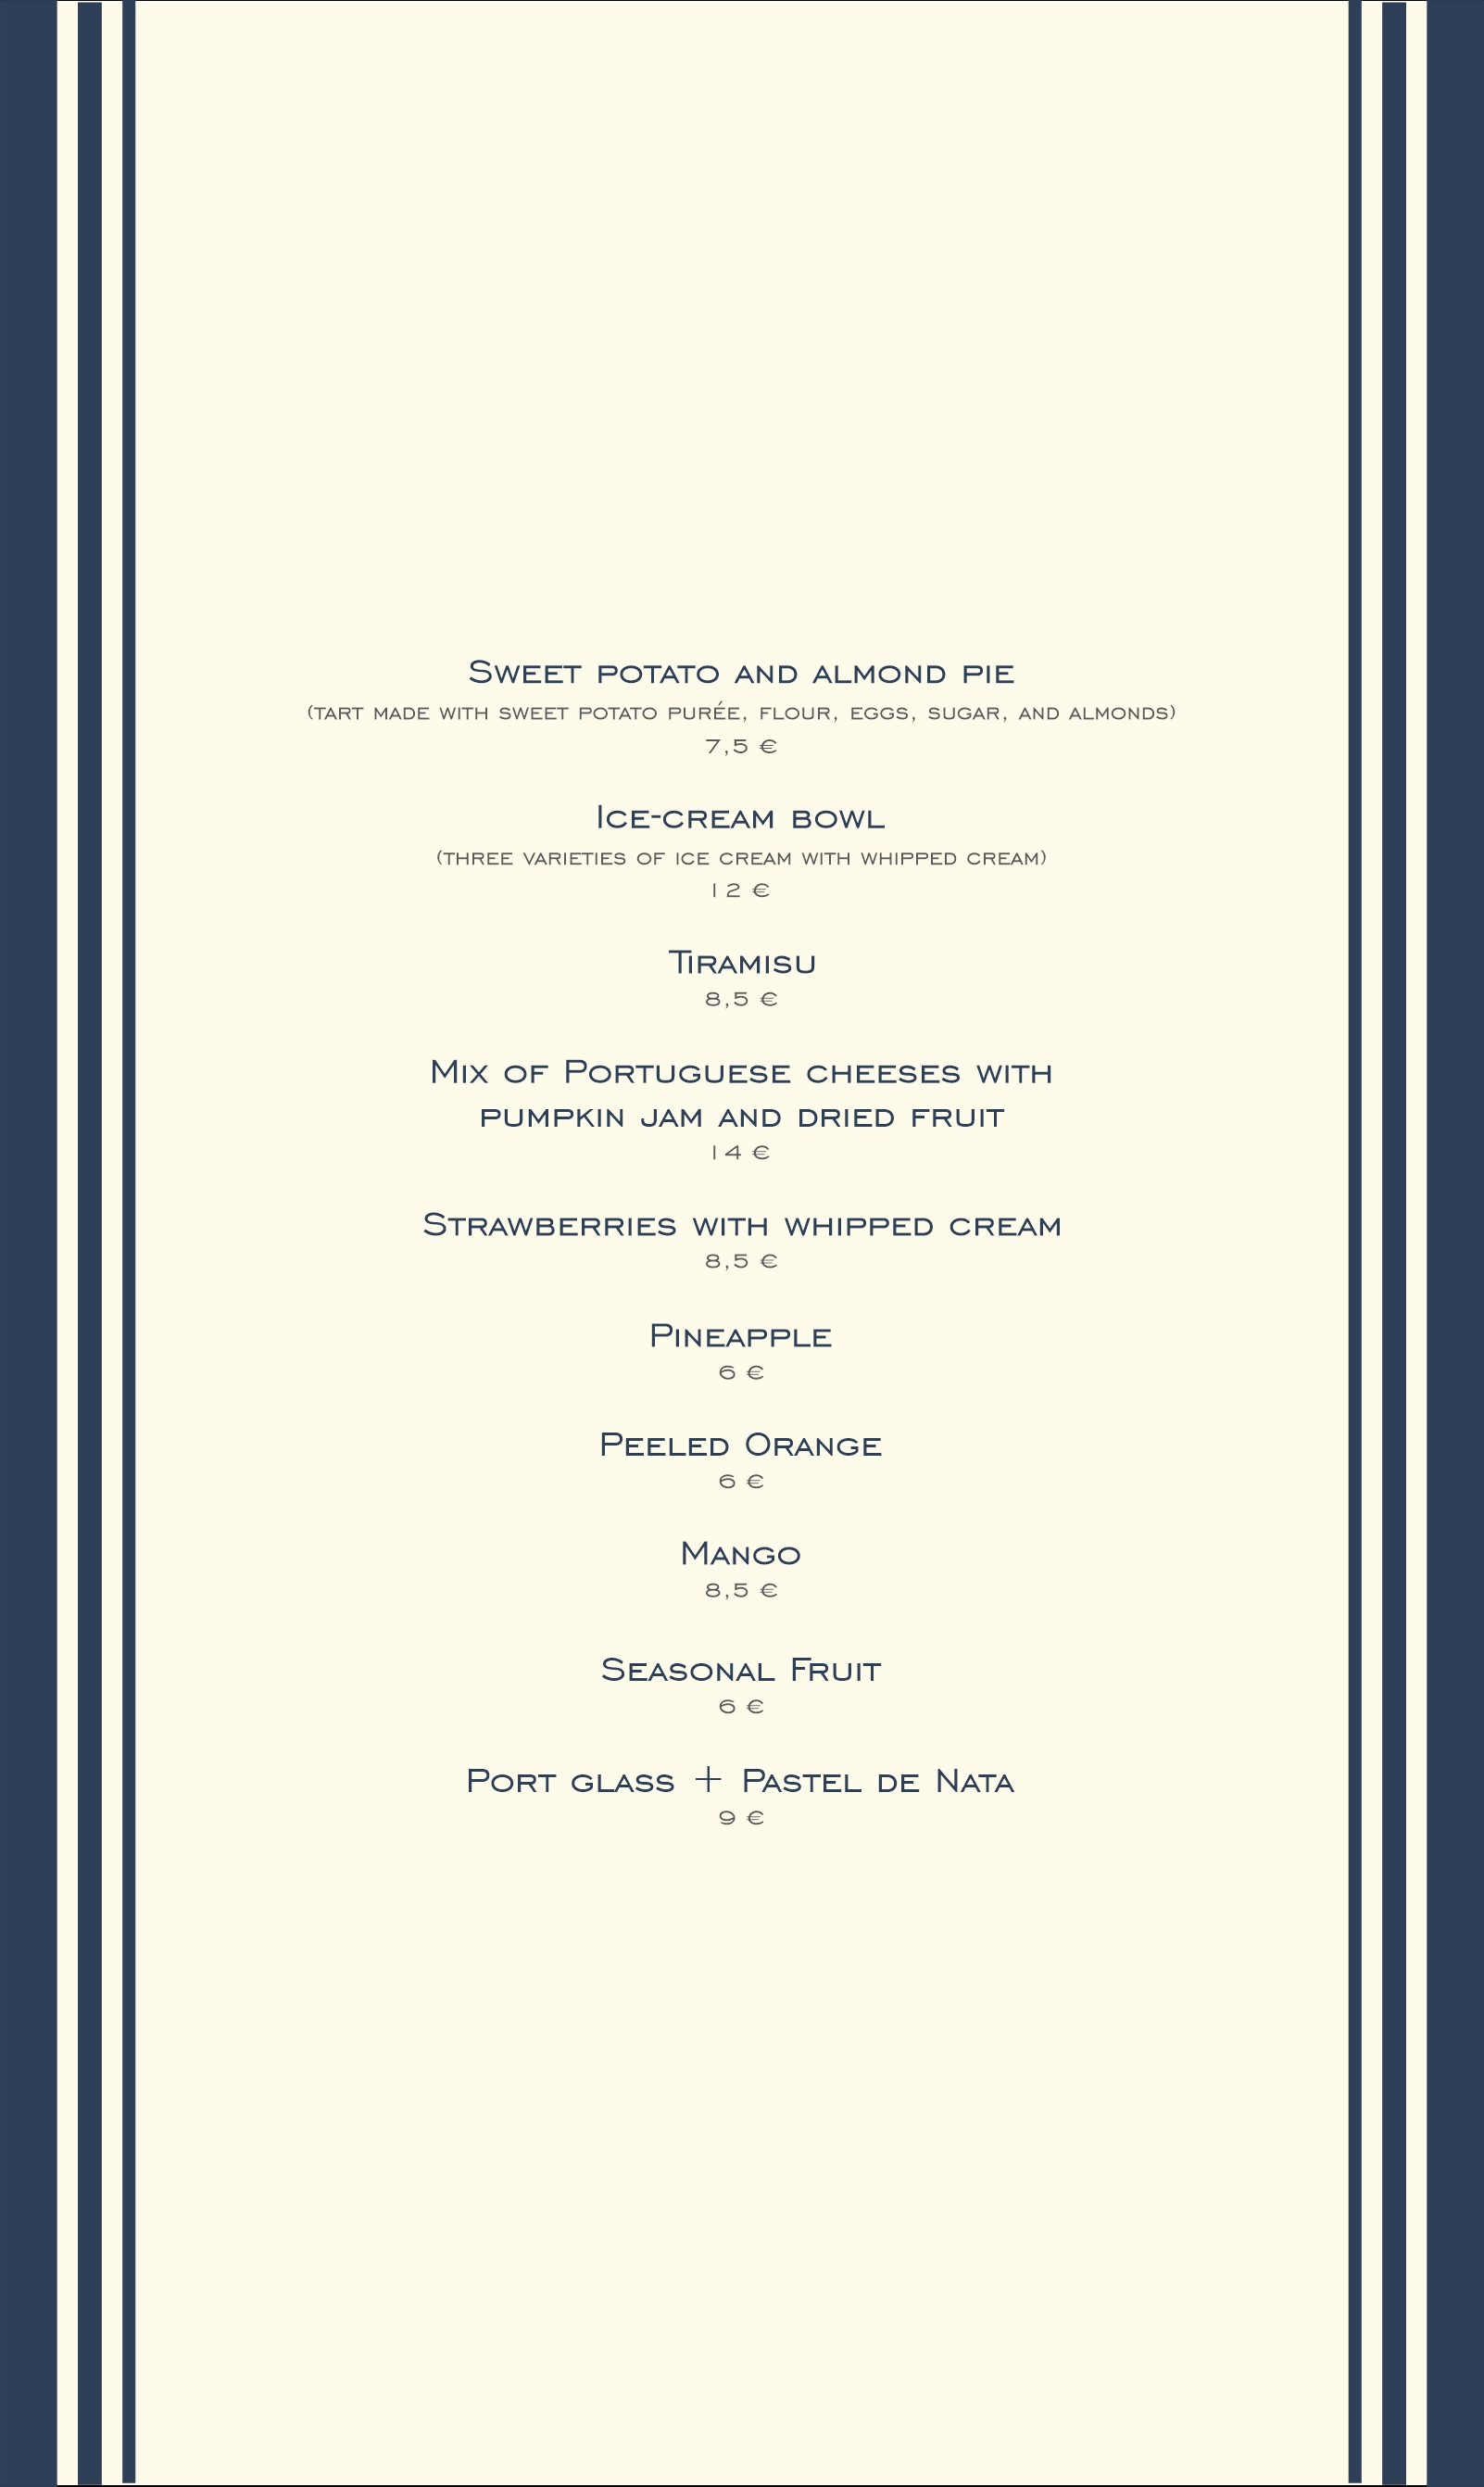 Sweet potato and almond pie
(tart made with sweet potato purée, flour, eggs, sugar, and almonds)
7,5 €
Ice-cream bowl
(three varieties of ice cream with whipped cream)
12 €
Tiramisu
8,5 €
Mix of Portuguese cheeses with
pumpkin jam and dried fruit
14 €
Strawberries with whipped cream
8,5 €
Pineapple
6 €
Peeled Orange
6 €
Mango
8,5 €
Seasonal Fruit
6 €
Port glass + Pastel de Nata
9 €